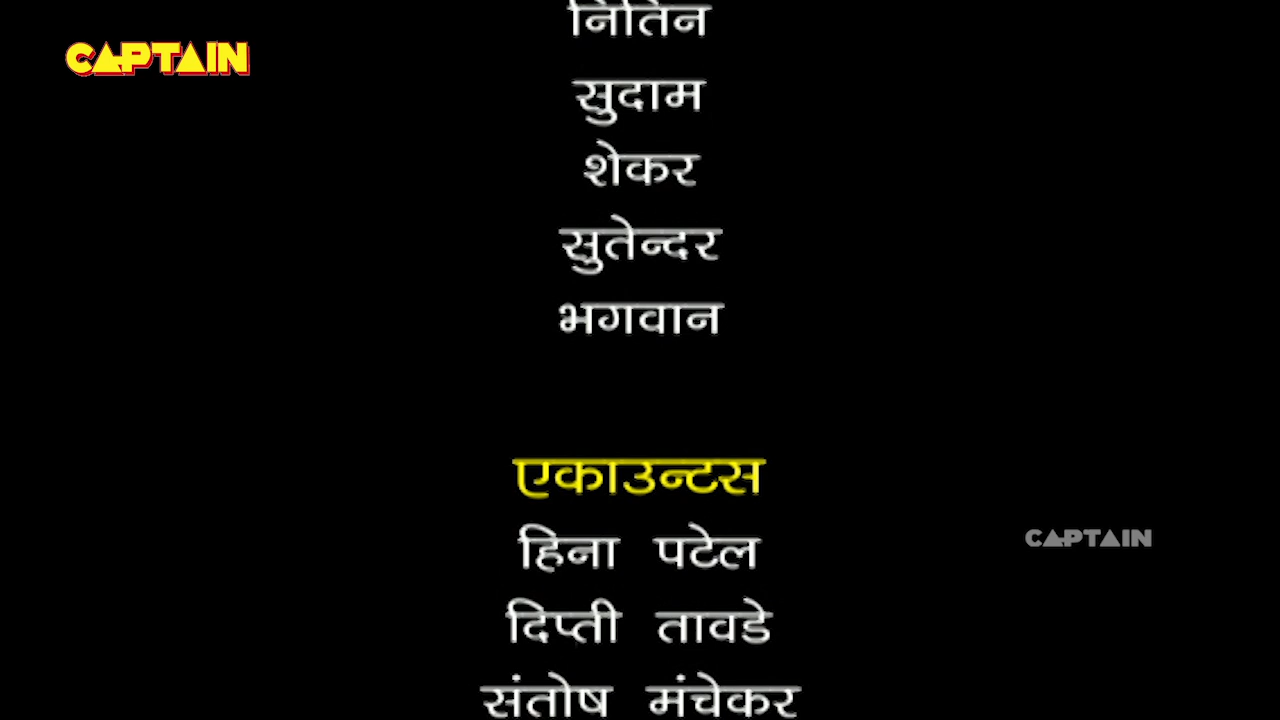 CAPTAIN
नितिन
सुदाम
शेकर
सुतेन्दर
भगवान
एकाउन्टस
हिना पटेल
CAPTAIN
दिप्ती तावडे
संतोष मंचेकर